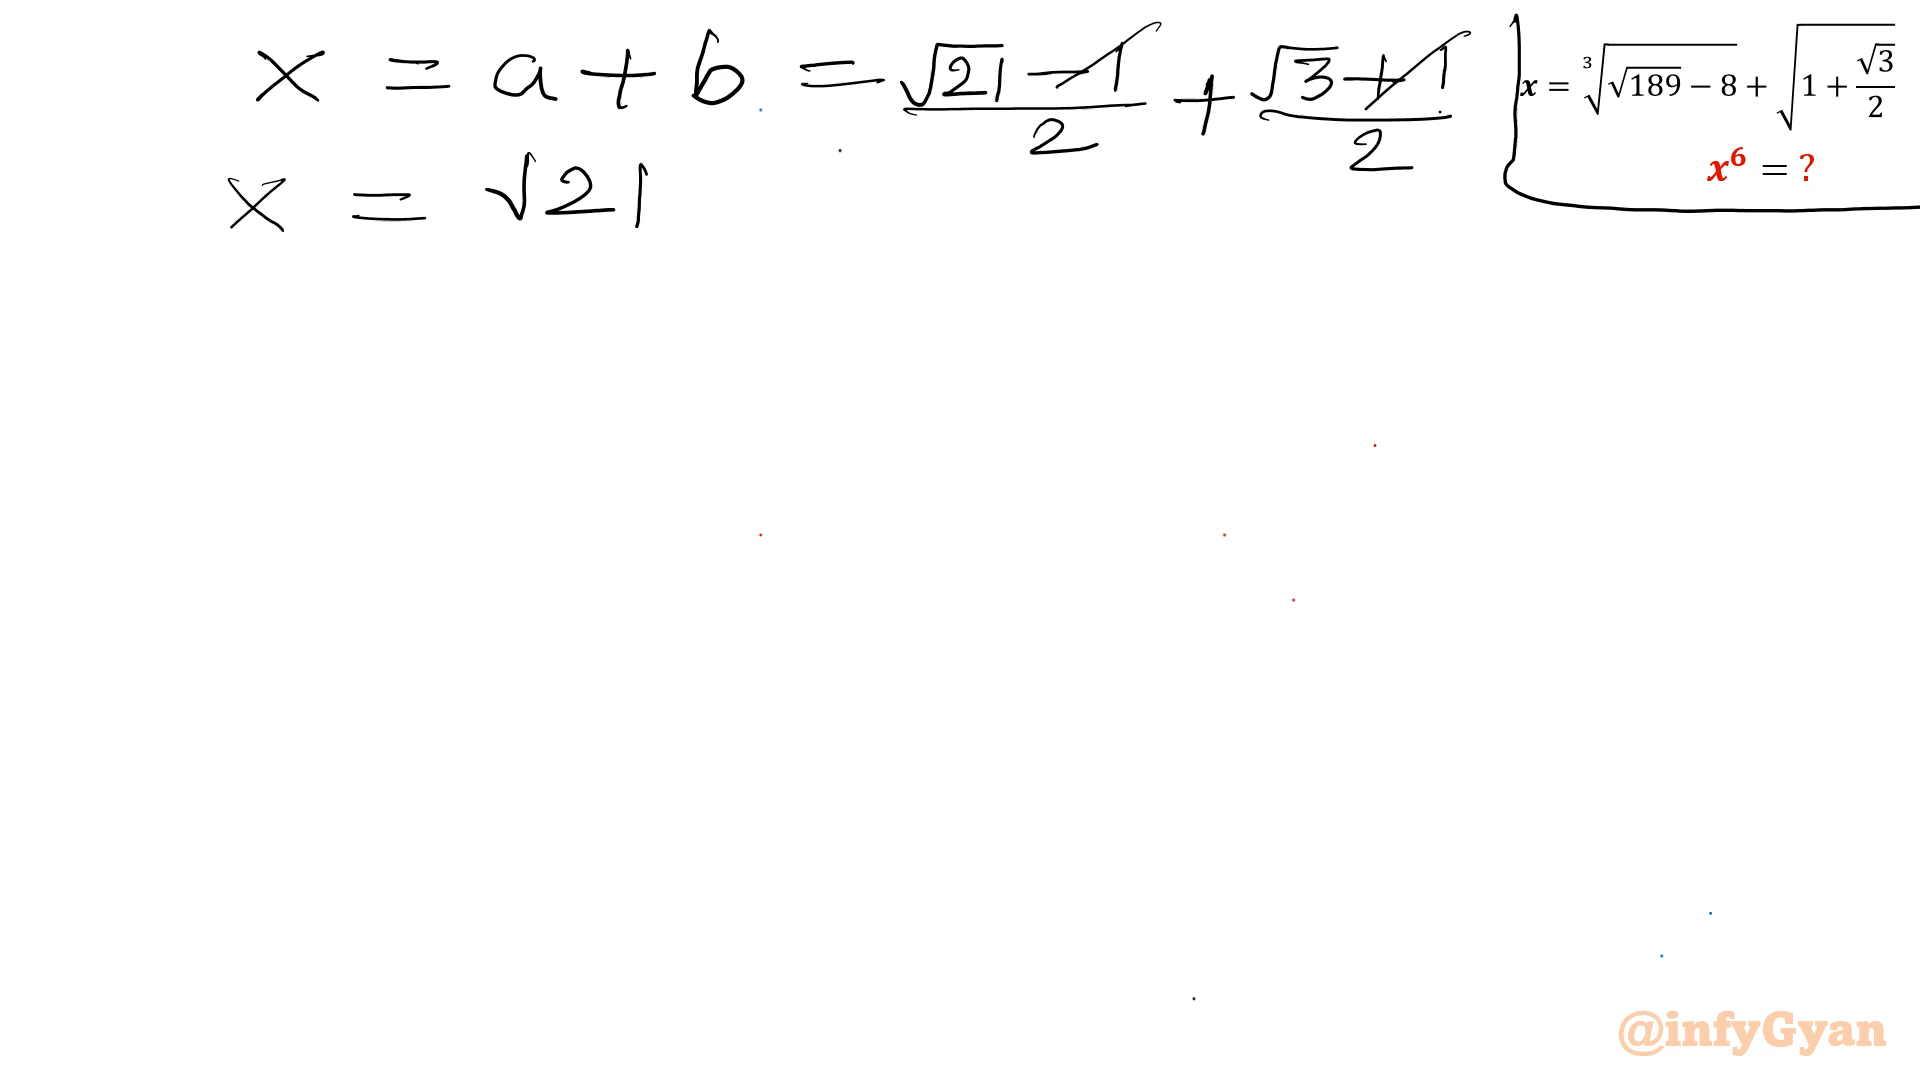 x = a + b = (√21 - 1)/2 + (√3 + 1)/2
x = √21
x = ∛(√189 − 8) + √(1 + √3/2)
x⁶ = ?
@infyGyan